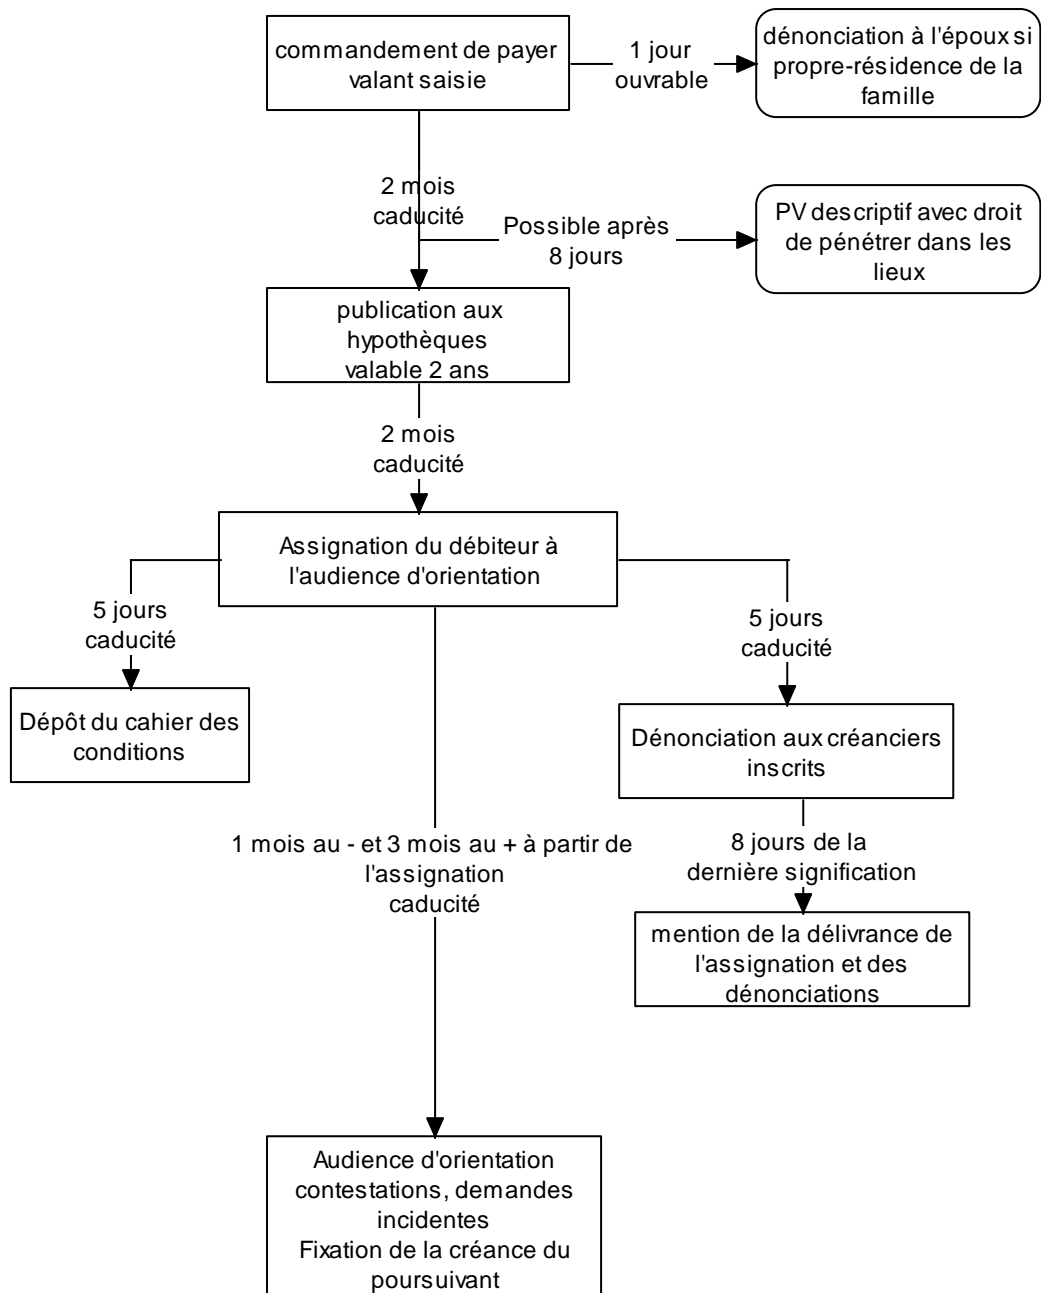 commandement de payer
valant saisie
1 jour
ouvrable
dénonciation à l'époux si
propre-résidence de la
famille
2 mois
caducité
Possible après
8 jours
PV descriptif avec droit
de pénétrer dans les
lieux
publication aux
hypothèques
valable 2 ans
2 mois
caducité
Assignation du débiteur à
l'audience d'orientation
5 jours
caducité
5 jours
caducité
Dépôt du cahier des
conditions
Dénonciation aux créanciers
inscrits
1 mois au - et 3 mois au + à partir de
l'assignation
caducité
8 jours de la
dernière signification
mention de la délivrance de
l'assignation et des
dénonciations
Audience d'orientation
contestations, demandes
incidentes
Fixation de la créance du
poursuivant